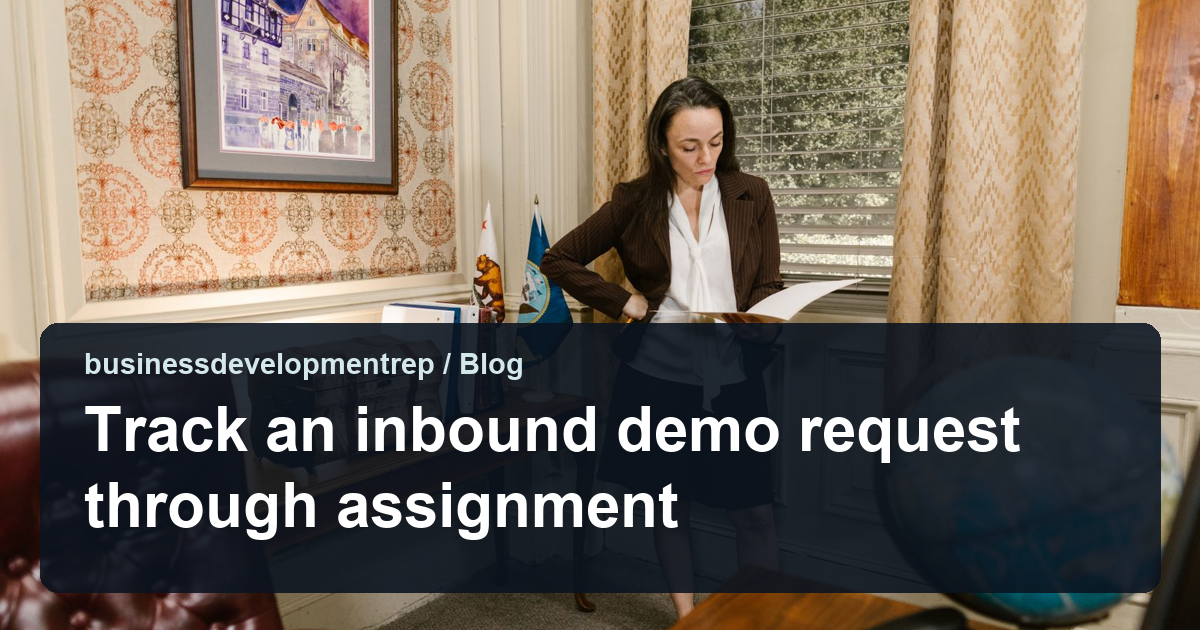 businessdevelopmentrep / Blog
Track an inbound demo request
through assignment